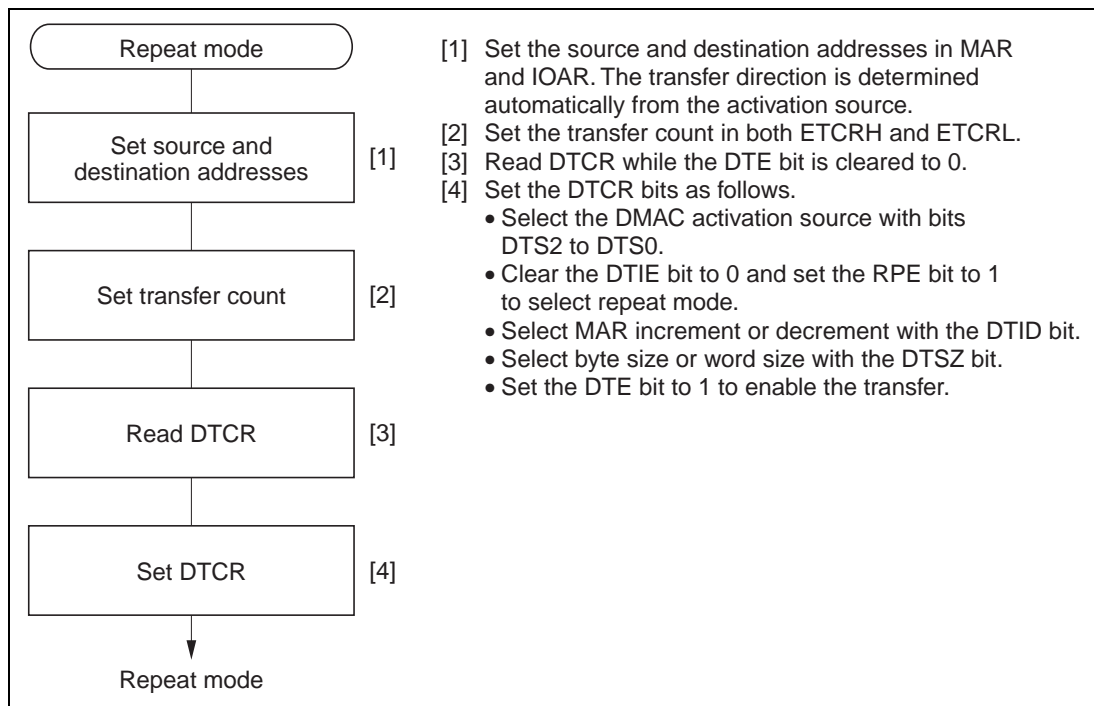 Repeat mode
Set source and
destination addresses
[1]
Set transfer count
[2]
Read DTCR
[3]
Set DTCR
[4]
Repeat mode
[1] Set the source and destination addresses in MAR
and IOAR. The transfer direction is determined
automatically from the activation source.
[2] Set the transfer count in both ETCRH and ETCRL.
[3] Read DTCR while the DTE bit is cleared to 0.
[4] Set the DTCR bits as follows.
• Select the DMAC activation source with bits
DTS2 to DTS0.
• Clear the DTIE bit to 0 and set the RPE bit to 1
to select repeat mode.
• Select MAR increment or decrement with the DTID bit.
• Select byte size or word size with the DTSZ bit.
• Set the DTE bit to 1 to enable the transfer.